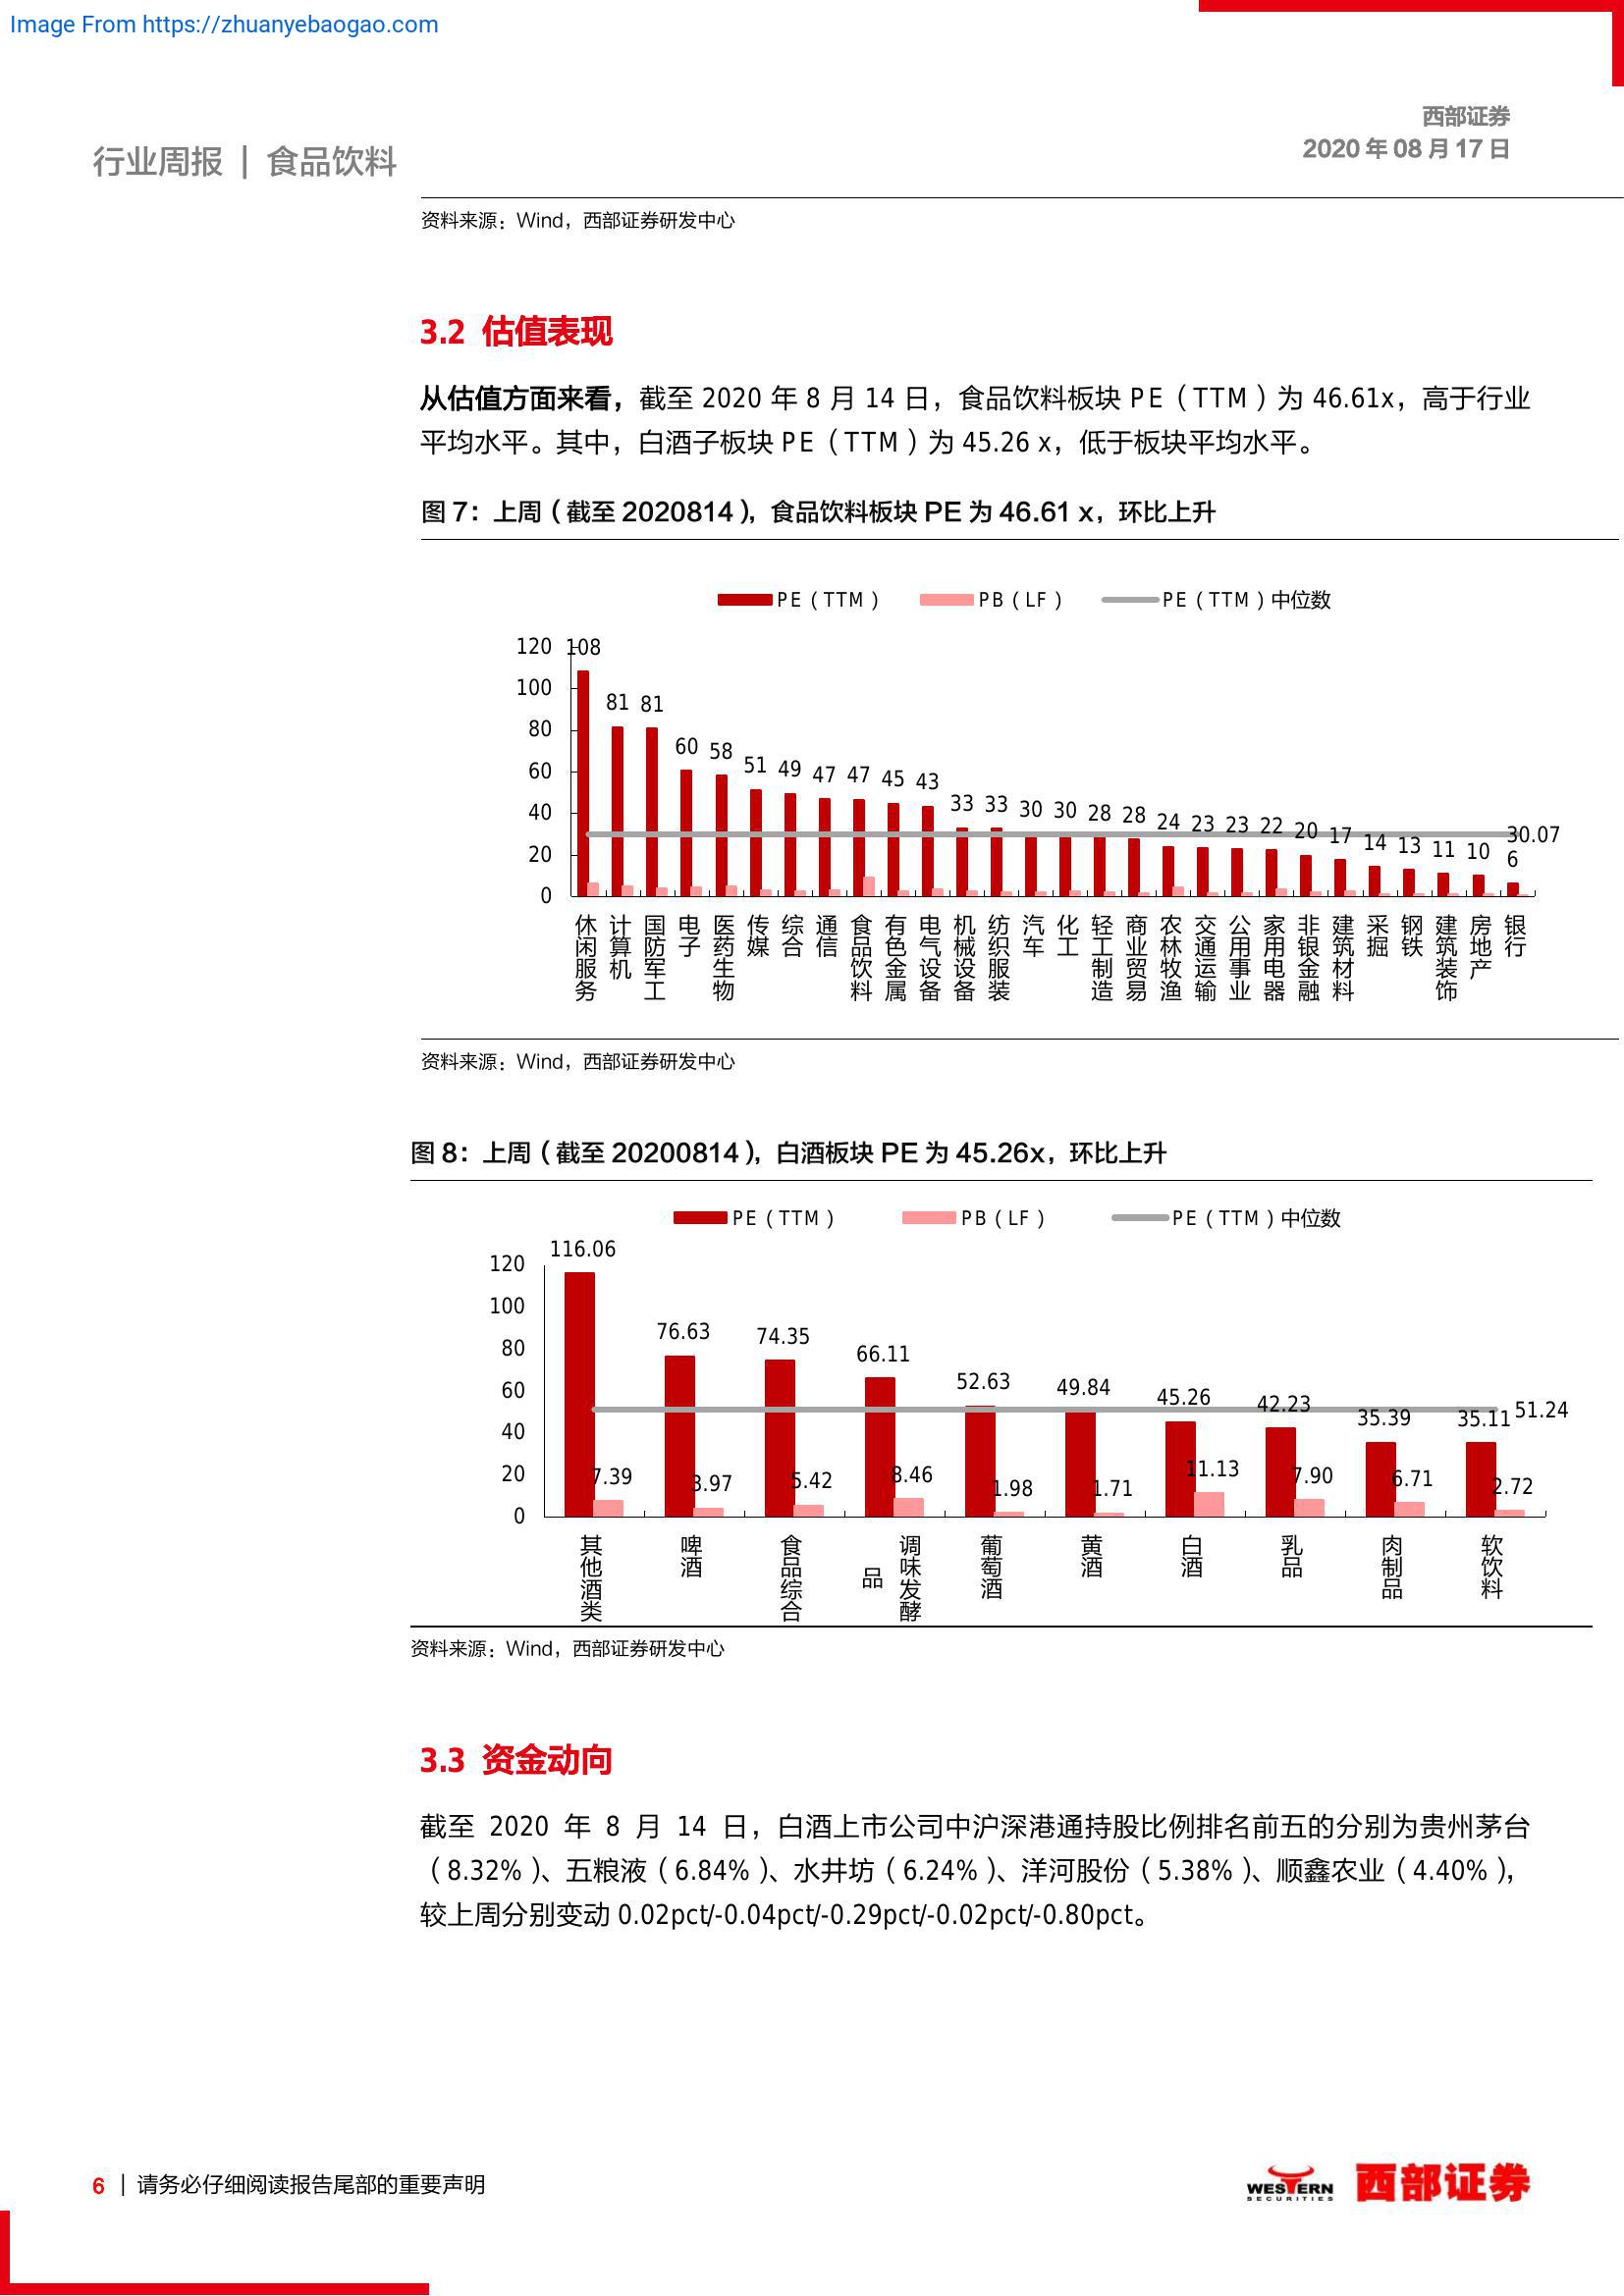 Image From https://zhuanyebaogao.com
西部证券
2020 年 08 月 17 日
行业周报 | 食品饮料
资料来源：Wind，西部证券研发中心
3.2 估值表现
从估值方面来看，截至 2020 年 8 月 14 日，食品饮料板块 PE（TTM）为 46.61x，高于行业
平均水平。其中，白酒子板块 PE（TTM）为 45.26 x，低于板块平均水平。
图 7：上周（截至 2020814），食品饮料板块 PE 为 46.61 x，环比上升
PE（TTM） PB（LF） PE（TTM）中位数
120
100
80
60
40
20
0
108 81 81 60 58 51 49 47 47 45 43 33 33 30 30 28 28 24 23 23 22 20 17 14 13 11 10 6
30.07
休闲服务 计算机 国防军工 电子 医药生物 传媒 综合 通信 食品饮料 有色金属 电气设备 机械设备 纺织服装 汽车 化工 轻工制造 商业贸易 农林牧渔 交通运输 公用事业 家用电器 非银金融 建筑材料 采掘 钢铁 建筑装饰 房地产 银行
资料来源：Wind，西部证券研发中心
图 8：上周（截至 20200814），白酒板块 PE 为 45.26x，环比上升
PE（TTM） PB（LF） PE（TTM）中位数
120
100
80
60
40
20
0
116.06 76.63 74.35 66.11 52.63 49.84 45.26 42.23 35.39 35.11 51.24
7.39 3.97 5.42 8.46 1.98 1.71 11.13 7.90 6.71 2.72
其他酒类 啤酒 食品综合 调味发酵品 葡萄酒 黄酒 白酒 乳品 肉制品 软饮料
资料来源：Wind，西部证券研发中心
3.3 资金动向
截至 2020 年 8 月 14 日，白酒上市公司中沪深港通持股比例排名前五的分别为贵州茅台
（8.32%）、五粮液（6.84%）、水井坊（6.24%）、洋河股份（5.38%）、顺鑫农业（4.40%），
较上周分别变动 0.02pct/-0.04pct/-0.29pct/-0.02pct/-0.80pct。
6 | 请务必仔细阅读报告尾部的重要声明
WESTERN
SECURITIES
西部证券